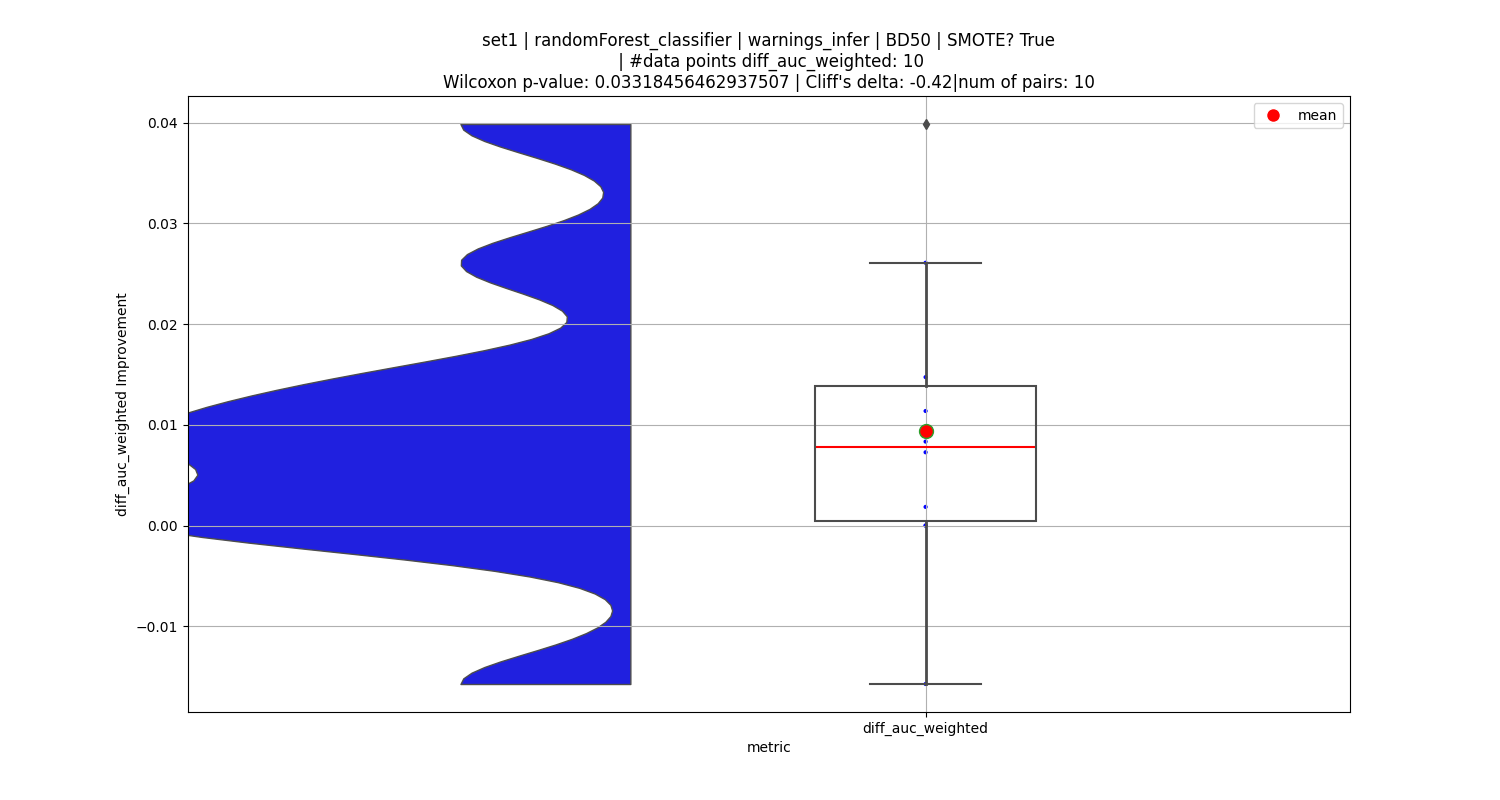 set1 | randomForest_classifier | warnings_infer | BD50 | SMOTE? True
| #data points diff_auc_weighted: 10
Wilcoxon p-value: 0.03318456462937507 | Cliff's delta: -0.42|num of pairs: 10
mean
0.04
0.03
0.02
0.01
0.00
−0.01
diff_auc_weighted Improvement
diff_auc_weighted
metric